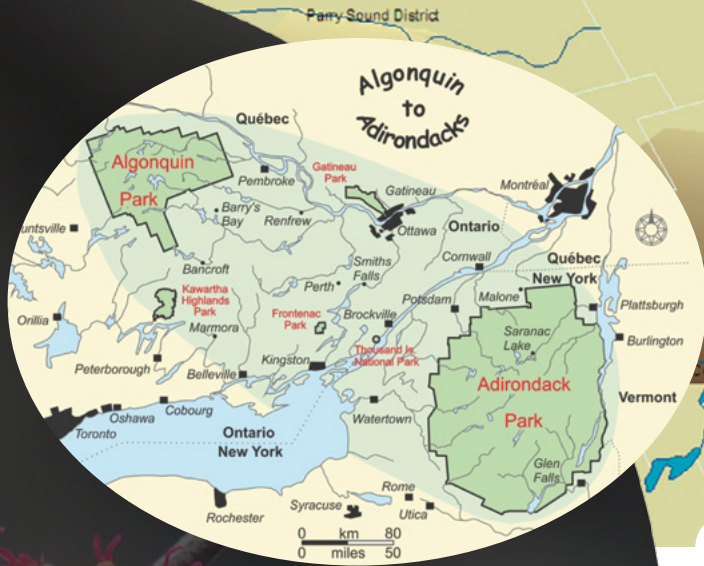 Parry Sound District
Algonquin
to
Adirondacks
Québec
Algonquin
Park
Gatineau
Park
Pembroke
Gatineau
Montréal
Barry's
Bay
Renfrew
Ottawa
Ontario
untsville
Cornwall
Québec
New York
Bancroft
Smiths
Falls
Perth
Kawartha
Highlands
Park
Potsdam
Malone
Plattsburgh
Orillia
Frontenac
Park
Brockville
Marmora
Saranac
Lake
Burlington
Thousand Is.
National Park
Kingston
Peterborough
Belleville
Adirondack
Park
Vermont
Cobourg
Oshawa
Toronto
Watertown
Ontario
New York
Glen
Falls
Rome
Utica
Syracuse
Rochester
0 km 80
0 miles 50